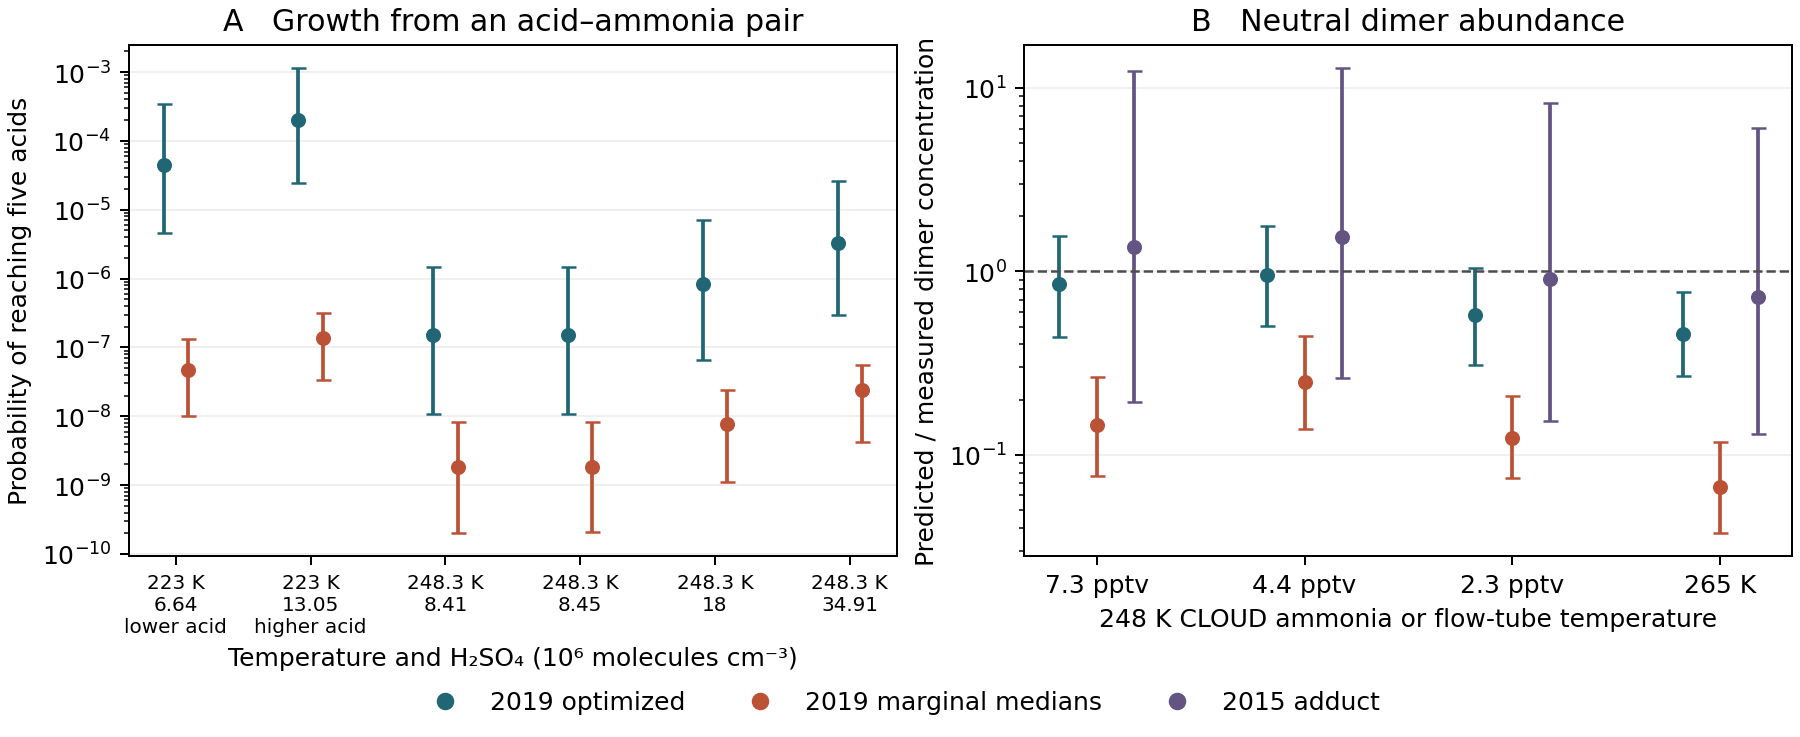 A   Growth from an acid–ammonia pair
Probability of reaching five acids
10⁻³
10⁻⁴
10⁻⁵
10⁻⁶
10⁻⁷
10⁻⁸
10⁻⁹
10⁻¹⁰
223 K
6.64
lower acid
223 K
13.05
higher acid
248.3 K
8.41
248.3 K
8.45
248.3 K
18
248.3 K
34.91
Temperature and H₂SO₄ (10⁶ molecules cm⁻³)
B   Neutral dimer abundance
Predicted / measured dimer concentration
10¹
10⁰
10⁻¹
7.3 pptv
4.4 pptv
2.3 pptv
265 K
248 K CLOUD ammonia or flow-tube temperature
2019 optimized
2019 marginal medians
2015 adduct